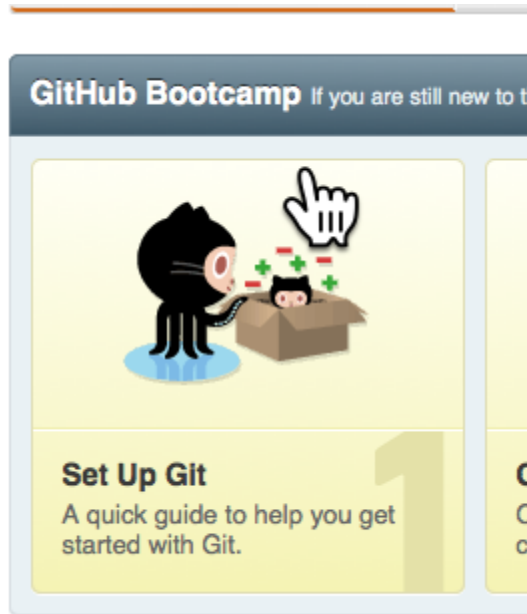 GitHub Bootcamp If you are still new to
Set Up Git
A quick guide to help you get
started with Git.
1